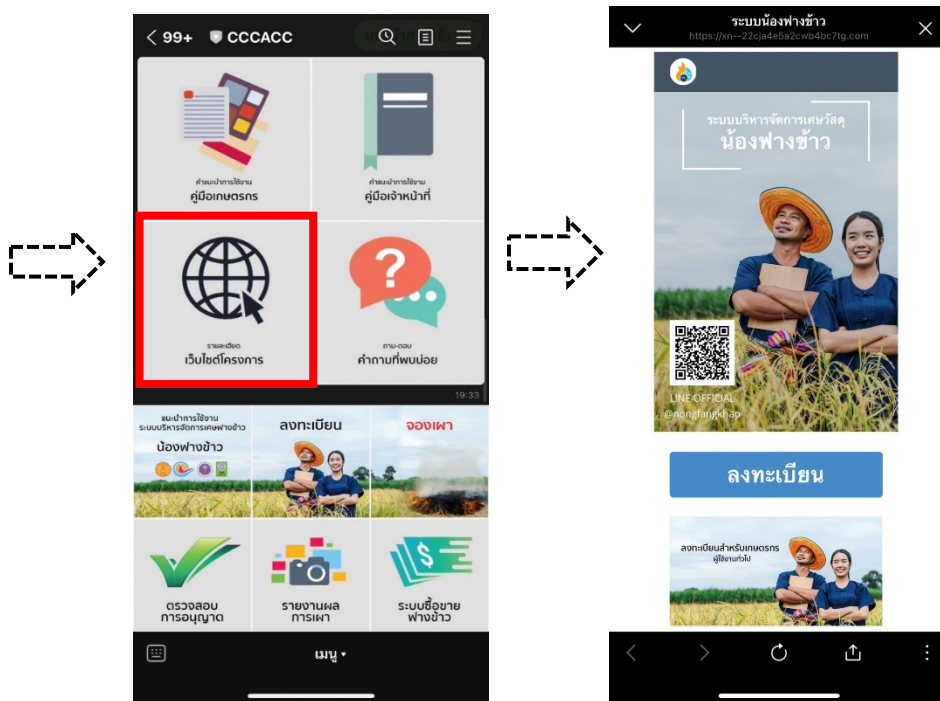 99+ CCCACC
คำแนะนำการใช้งาน
คู่มือเกษตรกร
คำแนะนำการใช้งาน
คู่มือเจ้าหน้าที่
รายละเอียด
เว็บไซต์โครงการ
ถาม-ตอบ
คำถามที่พบบ่อย
19:33
แนะนำการใช้งาน
ระบบบริหารจัดการเศษฟางข้าว
น้องฟางข้าว
ลงทะเบียน
จองเผา
ตรวจสอบ
การอนุญาต
รายงานผล
การเผา
ระบบซื้อขาย
ฟางข้าว
เมนู
ระบบน้องฟางข้าว
https://xn--22cja4e5a2cwb4bc7tg.com
ระบบบริหารจัดการเศษวัสดุ
น้องฟางข้าว
LINE OFFICIAL
@nongfangkhao
ลงทะเบียน
ลงทะเบียนสำหรับเกษตรกร
ผู้ใช้งานทั่วไป